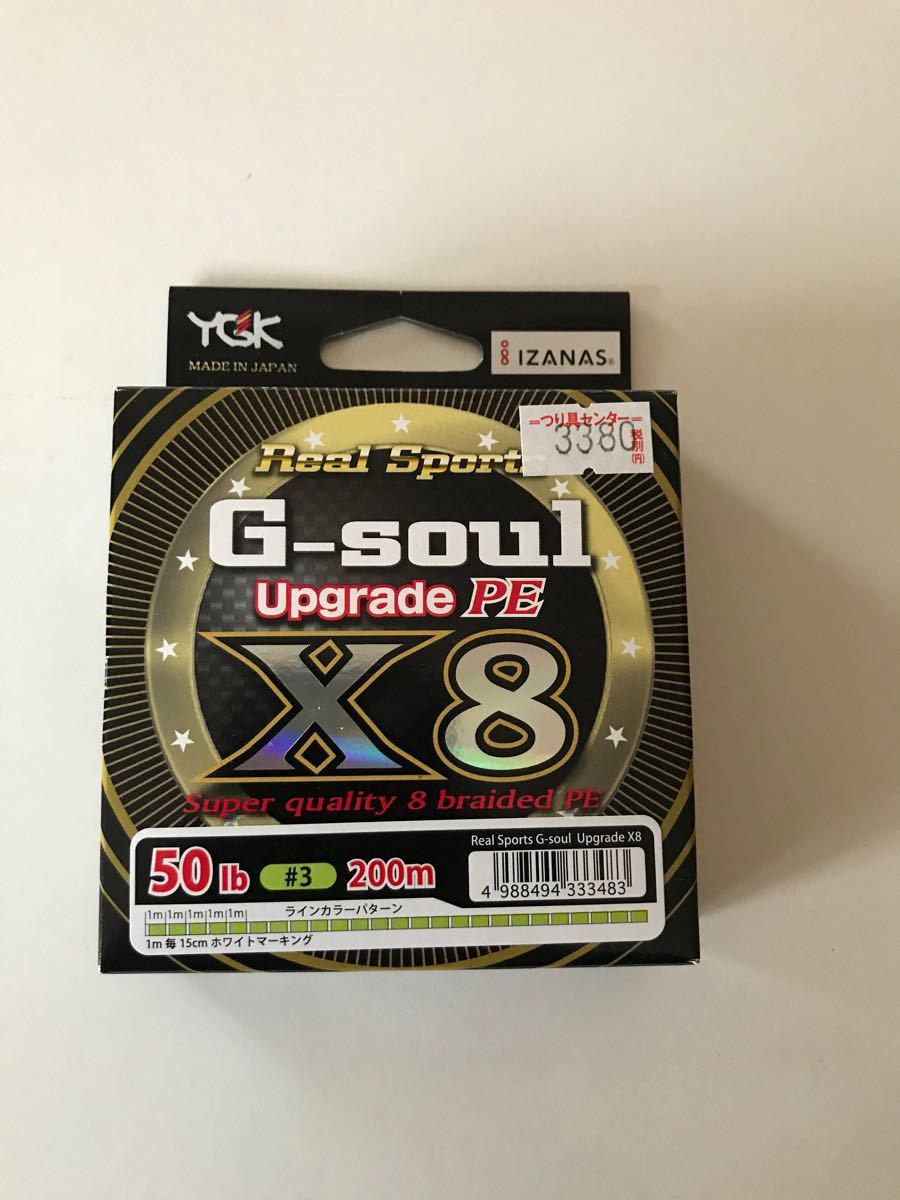 YGK
MADE IN JAPAN
IZANAS®
=つり具センター=
3380
税別(円)
Real Sports
G-soul
Upgrade PE
X8
Super quality 8 braided PE
Real Sports G-soul Upgrade X8
50 lb #3 200m
4 988494 333483
1m 1m 1m 1m 1m ラインカラーパターン
1m 毎 15cm ホワイトマーキング